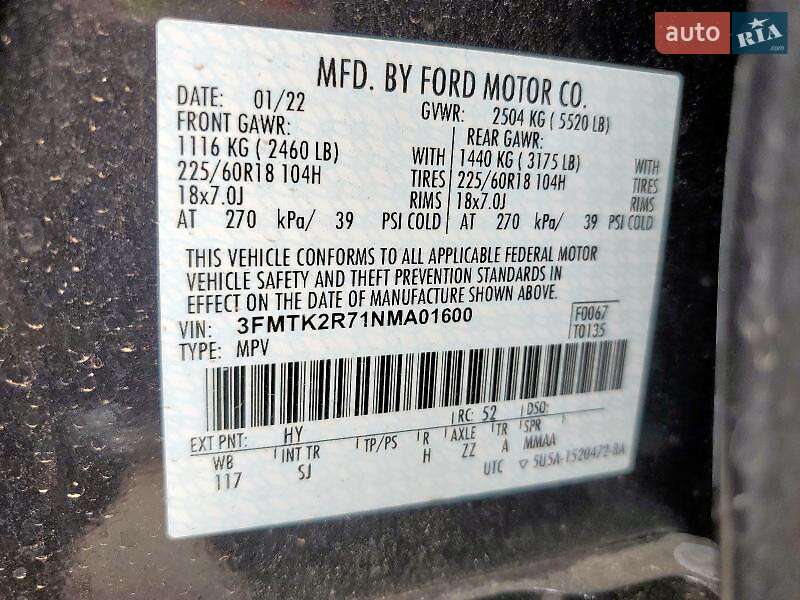 auto RIA .com
MFD. BY FORD MOTOR CO.
DATE: 01/22 GVWR: 2504 KG ( 5520 LB)
FRONT GAWR: REAR GAWR:
1116 KG ( 2460 LB) WITH 1440 KG ( 3175 LB) WITH
225/60R18 104H TIRES 225/60R18 104H TIRES
18x7.0J RIMS 18x7.0J RIMS
AT 270 kPa/ 39 PSI COLD AT 270 kPa/ 39 PSI COLD
THIS VEHICLE CONFORMS TO ALL APPLICABLE FEDERAL MOTOR
VEHICLE SAFETY AND THEFT PREVENTION STANDARDS IN
EFFECT ON THE DATE OF MANUFACTURE SHOWN ABOVE.
VIN: 3FMTK2R71NMA01600 F0067
TYPE: MPV T0135
RC: 52 DSO:
EXT PNT: HY
WB INT TR TP/PS R AXLE TR SPR
117 SJ H ZZ A MMAA
UTC ▽ 5U5A-1520472-BA